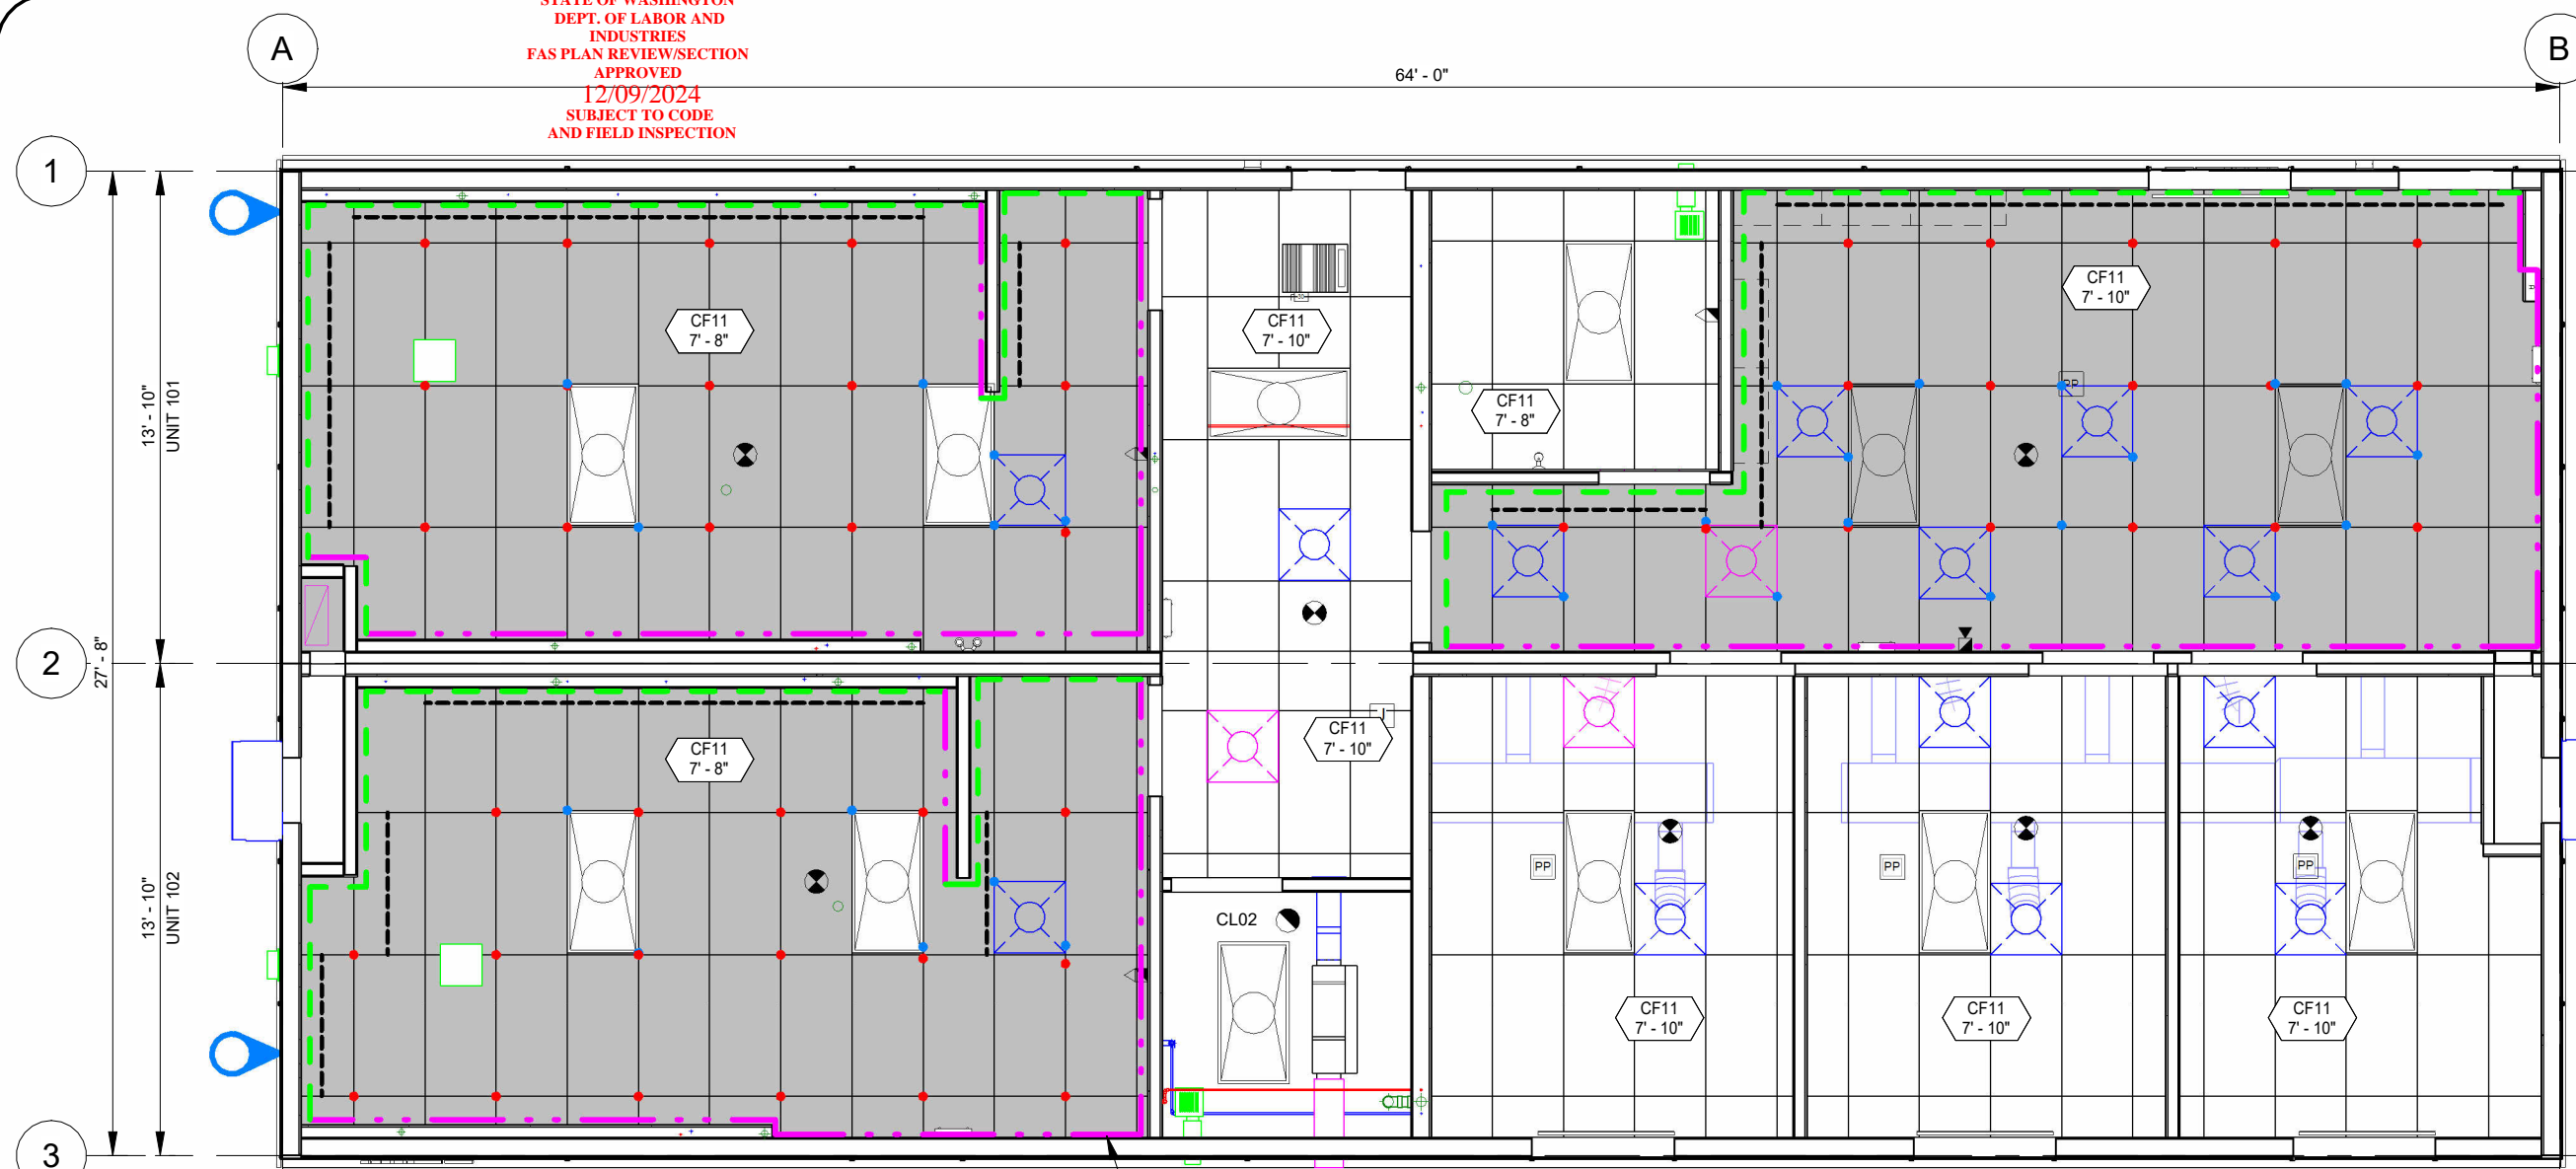 STATE OF WASHINGTON
DEPT. OF LABOR AND
INDUSTRIES
FAS PLAN REVIEW/SECTION
APPROVED
12/09/2024
SUBJECT TO CODE
AND FIELD INSPECTION
A
B
64' - 0"
1
2
3
13' - 10"
UNIT 101
27' - 8"
13' - 10"
UNIT 102
CF11
7' - 8"
CF11
7' - 10"
CF11
7' - 8"
CF11
7' - 10"
PP
CF11
7' - 8"
J
CF11
7' - 10"
PP
PP
PP
CL02
CF11
7' - 10"
CF11
7' - 10"
CF11
7' - 10"